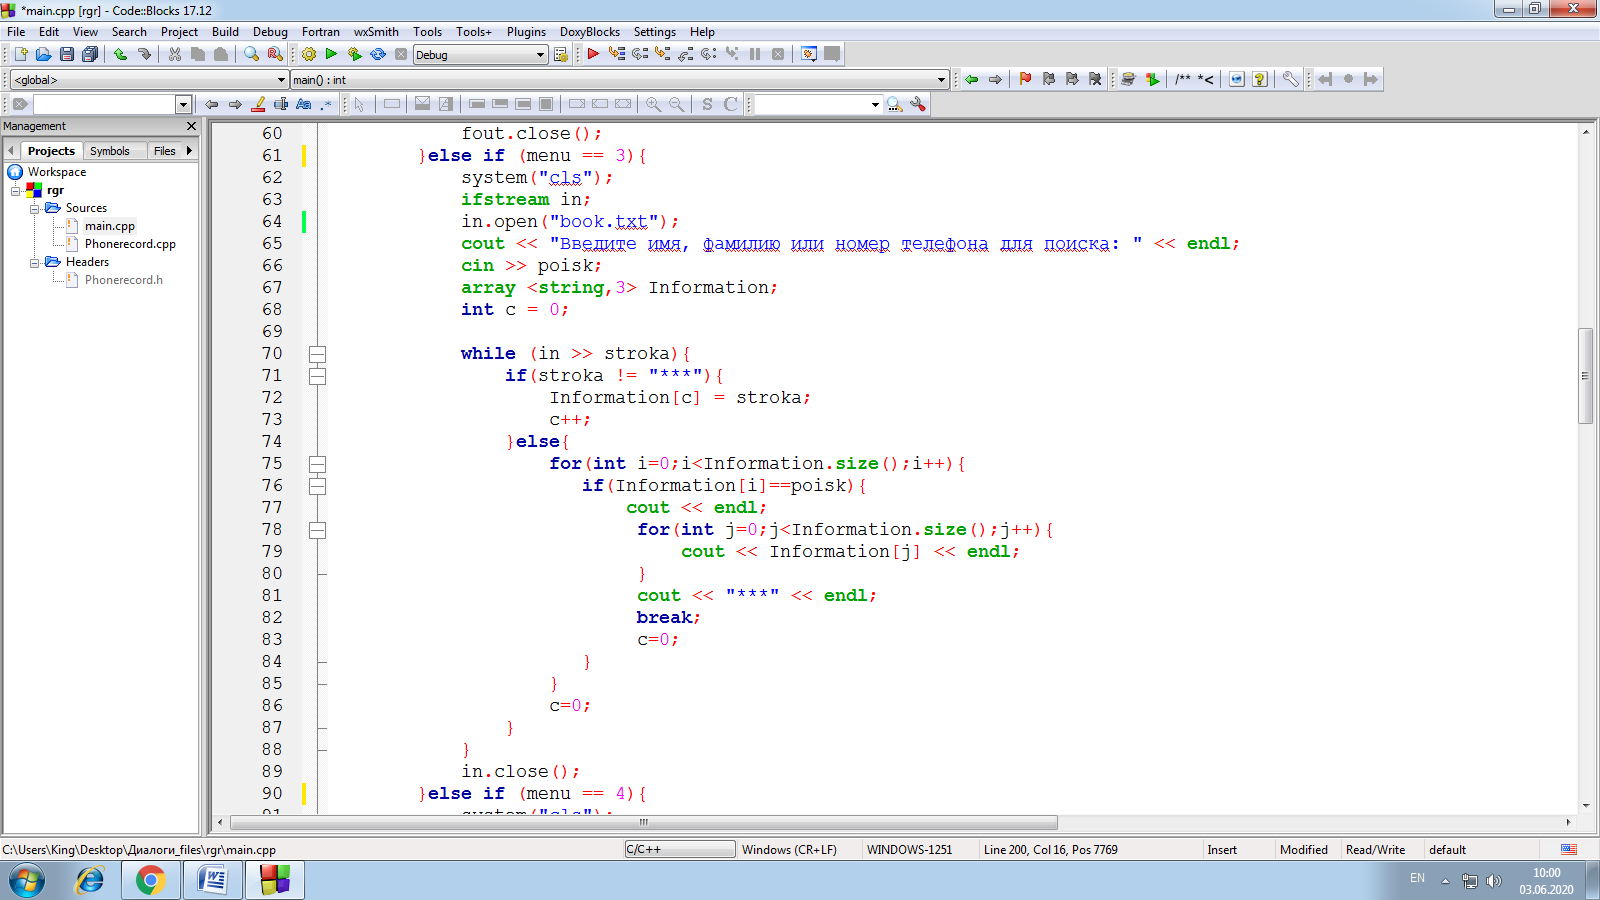 *main.cpp [rgr] - Code::Blocks 17.12
File Edit View Search Project Build Debug Fortran wxSmith Tools Tools+ Plugins DoxyBlocks Settings Help
Debug
<global> main() : int
/** *<
Aa .* S C
Management
Projects Symbols Files
Workspace
rgr
Sources
main.cpp
Phonerecord.cpp
Headers
Phonerecord.h
60 fout.close();
61 }else if (menu == 3){
62 system("cls");
63 ifstream in;
64 in.open("book.txt");
65 cout << "Введите имя, фамилию или номер телефона для поиска: " << endl;
66 cin >> poisk;
67 array <string,3> Information;
68 int c = 0;
69
70 while (in >> stroka){
71 if(stroka != "***"){
72 Information[c] = stroka;
73 c++;
74 }else{
75 for(int i=0;i<Information.size();i++){
76 if(Information[i]==poisk){
77 cout << endl;
78 for(int j=0;j<Information.size();j++){
79 cout << Information[j] << endl;
80 }
81 cout << "***" << endl;
82 break;
83 c=0;
84 }
85 }
86 c=0;
87 }
88 }
89 in.close();
90 }else if (menu == 4){
91 system("cls");
C:\Users\King\Desktop\Диалоги_files\rgr\main.cpp C/C++ Windows (CR+LF) WINDOWS-1251 Line 200, Col 16, Pos 7769 Insert Modified Read/Write default
EN
10:00
03.06.2020